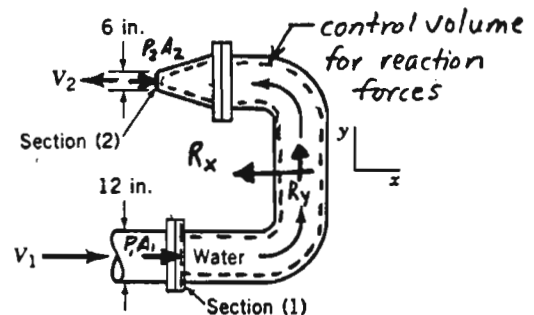 6 in.
P₂A₂
control volume
for reaction
forces
V₂
Section (2)
Rₓ
y
x
R_y
12 in.
P₁A₁
V₁
Water
Section (1)